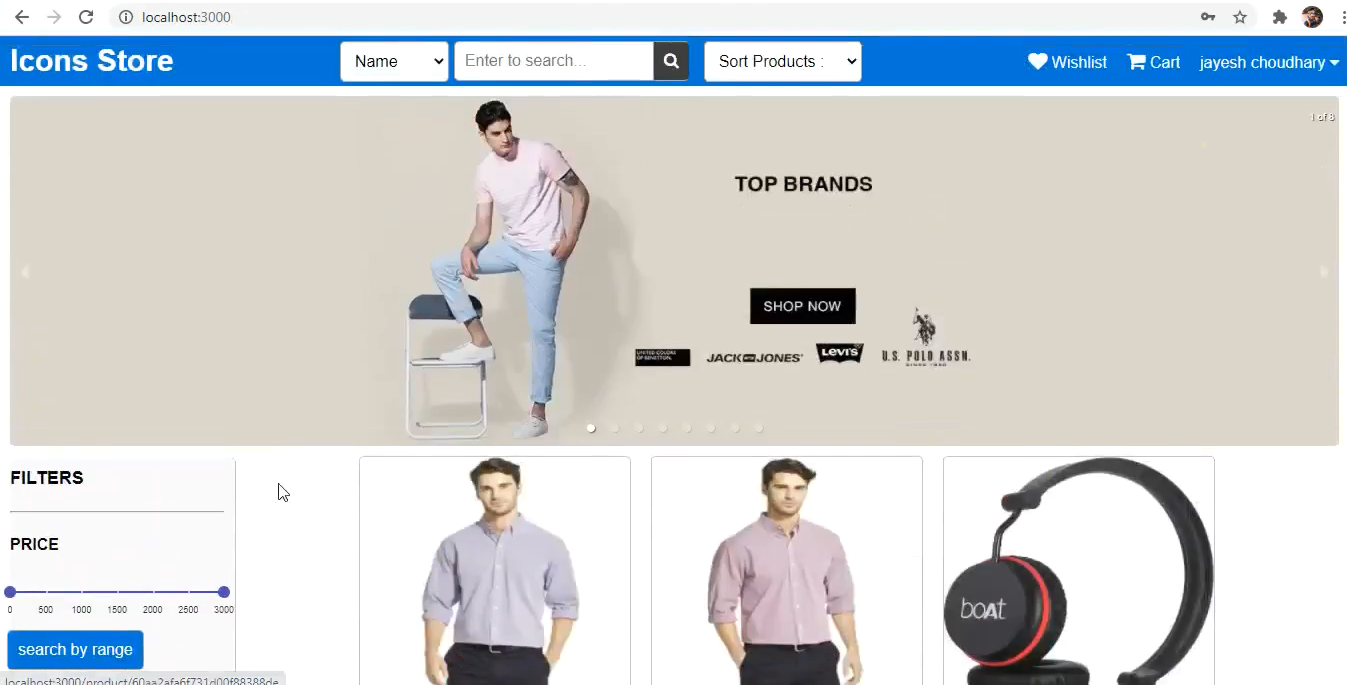 localhost:3000
Icons Store
Name
Enter to search...
Sort Products :
Wishlist
Cart
jayesh choudhary
1 of 8
TOP BRANDS
SHOP NOW
UNITED COLORS
OF BENETTON.
JACK JONES
Levi's
U.S. POLO ASSN.
SINCE 1890
FILTERS
PRICE
0 500 1000 1500 2000 2500 3000
search by range
boAt
localhost:3000/product/60aa2afa6f731d00f88388de